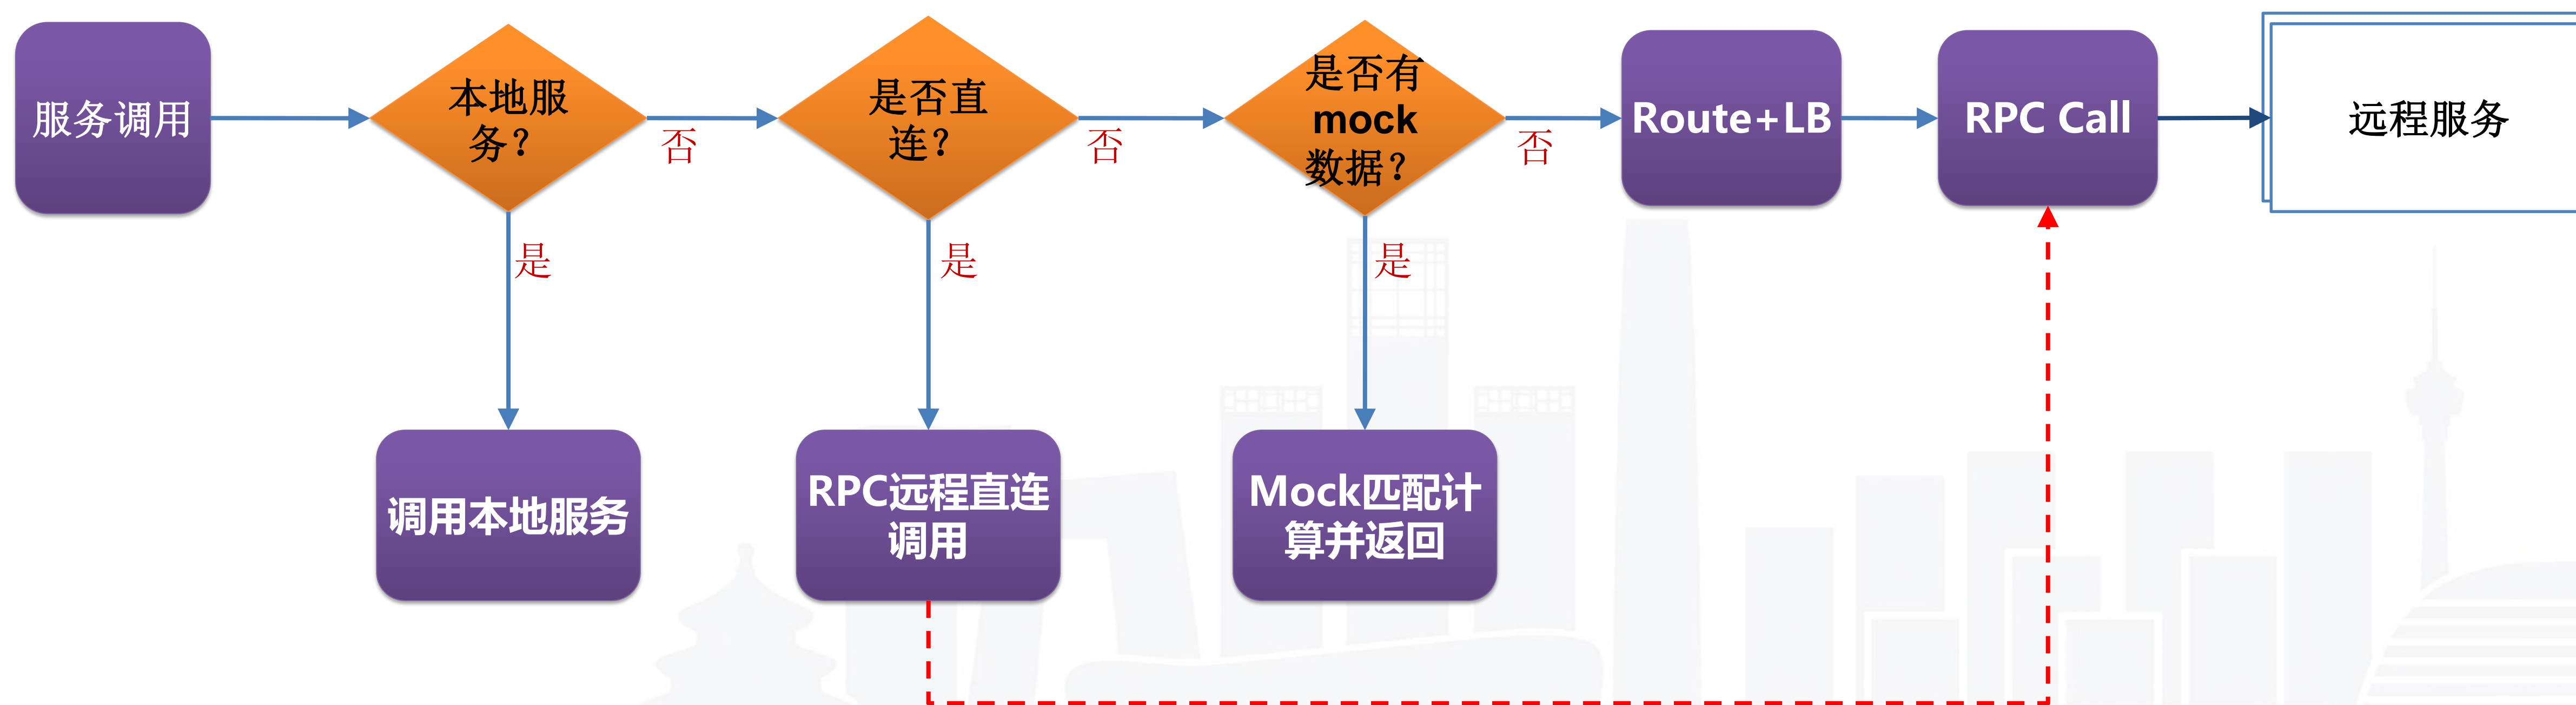 服务调用
本地服
务？
否
是否直
连？
否
是否有
mock
数据？
否
Route+LB
RPC Call
远程服务
是
是
是
调用本地服务
RPC远程直连
调用
Mock匹配计
算并返回